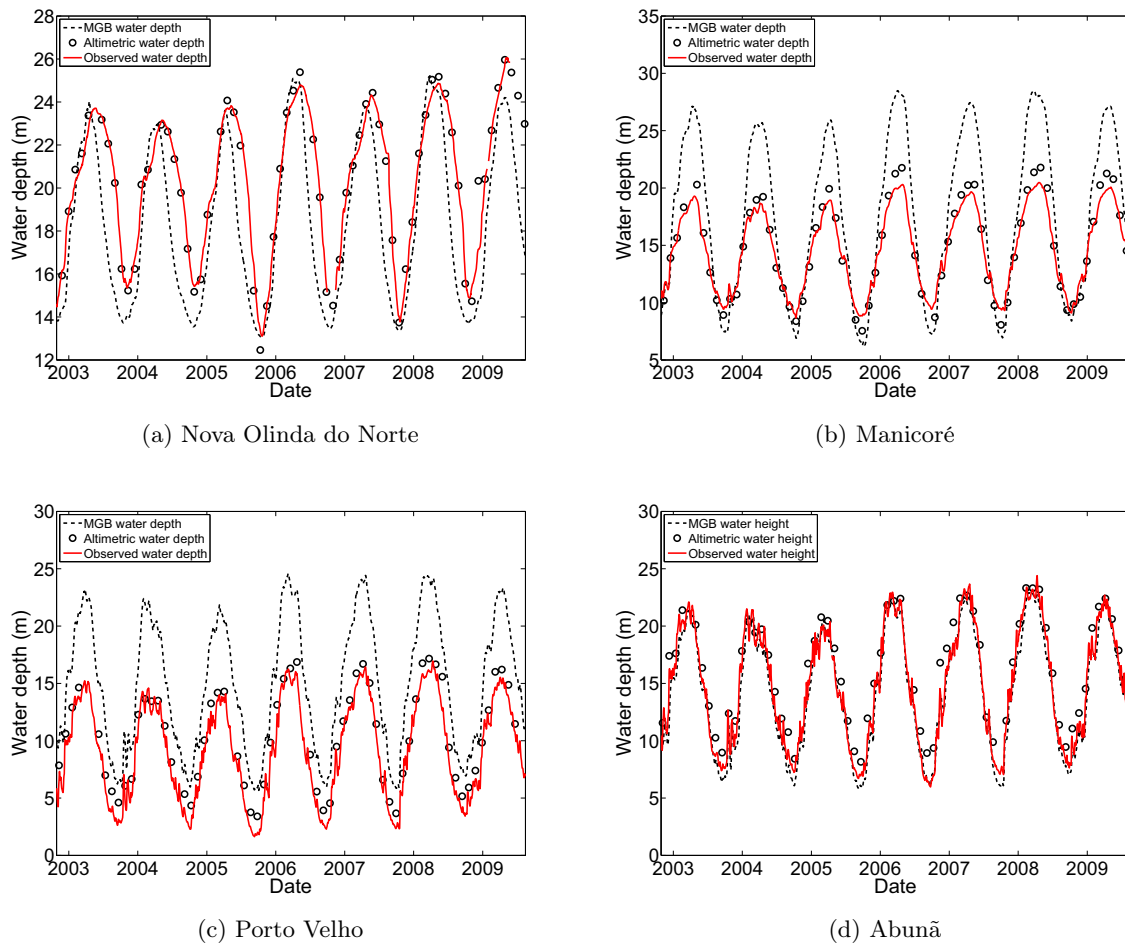 28
26
24
22
20
18
16
14
12
Water depth (m)
MGB water depth
Altimetric water depth
Observed water depth
2003 2004 2005 2006 2007 2008 2009
Date
(a) Nova Olinda do Norte
35
30
25
20
15
10
5
Water depth (m)
MGB water depth
Altimetric water depth
Observed water depth
2003 2004 2005 2006 2007 2008 2009
Date
(b) Manicoré
30
25
20
15
10
5
0
Water depth (m)
MGB water depth
Altimetric water depth
Observed water depth
2003 2004 2005 2006 2007 2008 2009
Date
(c) Porto Velho
30
25
20
15
10
5
0
Water depth (m)
MGB water height
Altimetric water height
Observed water height
2003 2004 2005 2006 2007 2008 2009
Date
(d) Abunã